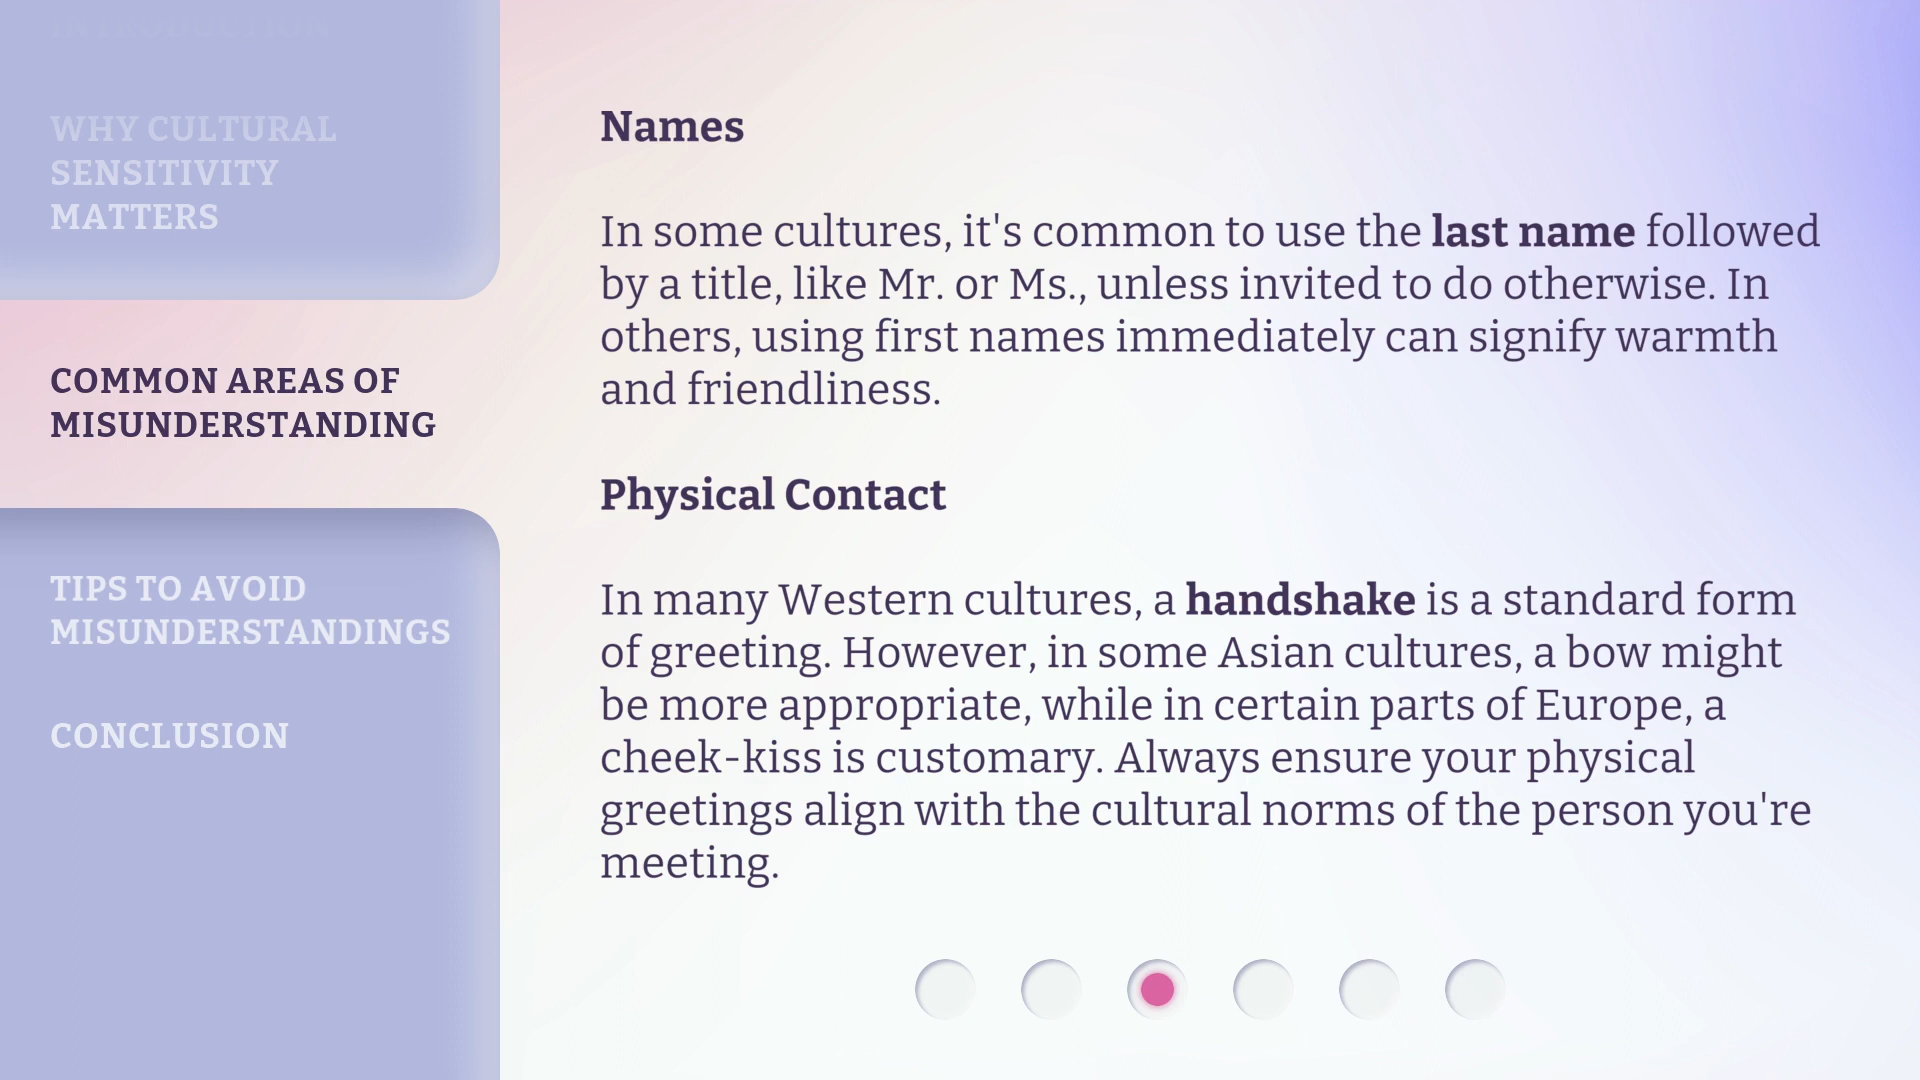 INTRODUCTION
WHY CULTURAL
SENSITIVITY
MATTERS
COMMON AREAS OF
MISUNDERSTANDING
TIPS TO AVOID
MISUNDERSTANDINGS
CONCLUSION
Names
In some cultures, it's common to use the last name followed
by a title, like Mr. or Ms., unless invited to do otherwise. In
others, using first names immediately can signify warmth
and friendliness.
Physical Contact
In many Western cultures, a handshake is a standard form
of greeting. However, in some Asian cultures, a bow might
be more appropriate, while in certain parts of Europe, a
cheek-kiss is customary. Always ensure your physical
greetings align with the cultural norms of the person you're
meeting.